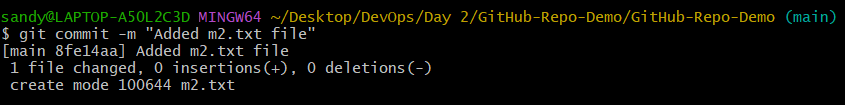 sandy@LAPTOP-A50L2C3D MINGW64 ~/Desktop/DevOps/Day 2/GitHub-Repo-Demo/GitHub-Repo-Demo (main)
$ git commit -m "Added m2.txt file"
[main 8fe14aa] Added m2.txt file
 1 file changed, 0 insertions(+), 0 deletions(-)
 create mode 100644 m2.txt